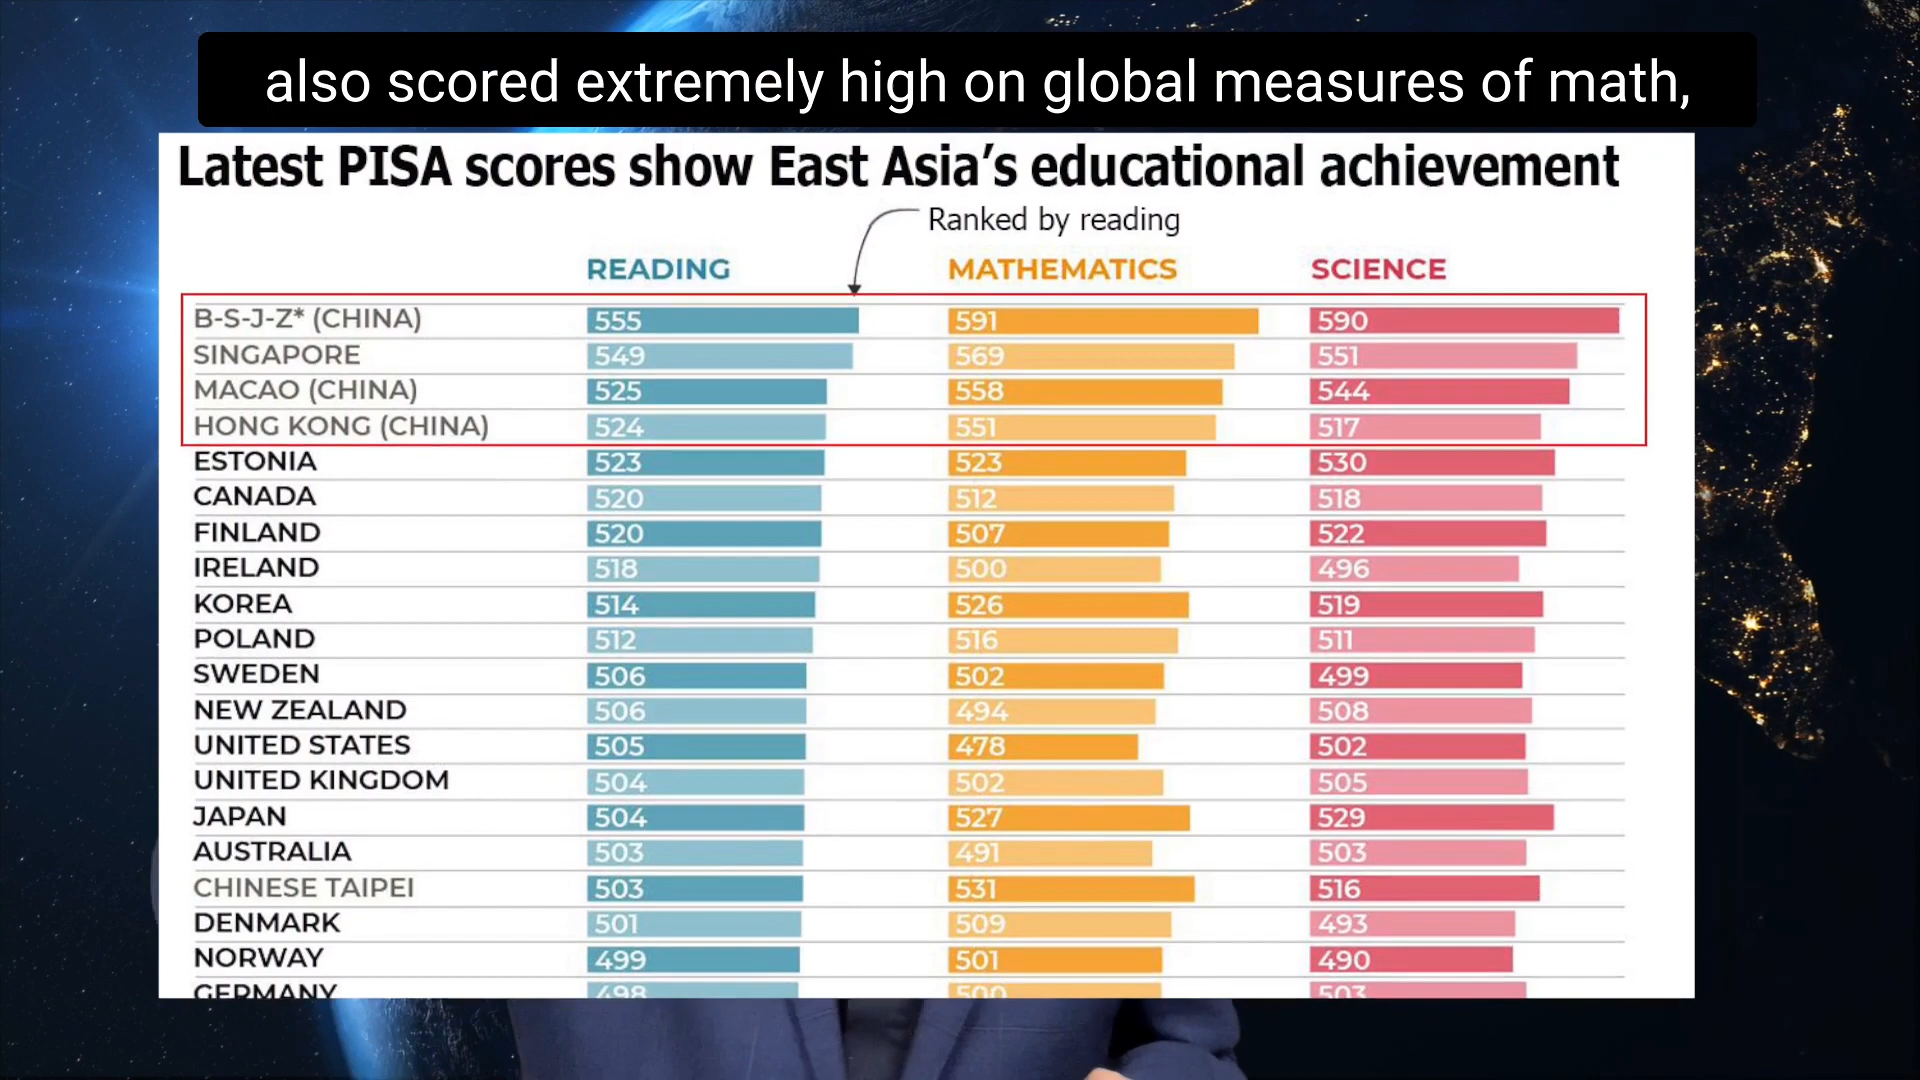 also scored extremely high on global measures of math,
Latest PISA scores show East Asia's educational achievement
Ranked by reading
READING MATHEMATICS SCIENCE
B-S-J-Z* (CHINA) 555 591 590
SINGAPORE 549 569 551
MACAO (CHINA) 525 558 544
HONG KONG (CHINA) 524 551 517
ESTONIA 523 523 530
CANADA 520 512 518
FINLAND 520 507 522
IRELAND 518 500 496
KOREA 514 526 519
POLAND 512 516 511
SWEDEN 506 502 499
NEW ZEALAND 506 494 508
UNITED STATES 505 478 502
UNITED KINGDOM 504 502 505
JAPAN 504 527 529
AUSTRALIA 503 491 503
CHINESE TAIPEI 503 531 516
DENMARK 501 509 493
NORWAY 499 501 490
GERMANY 498 500 503